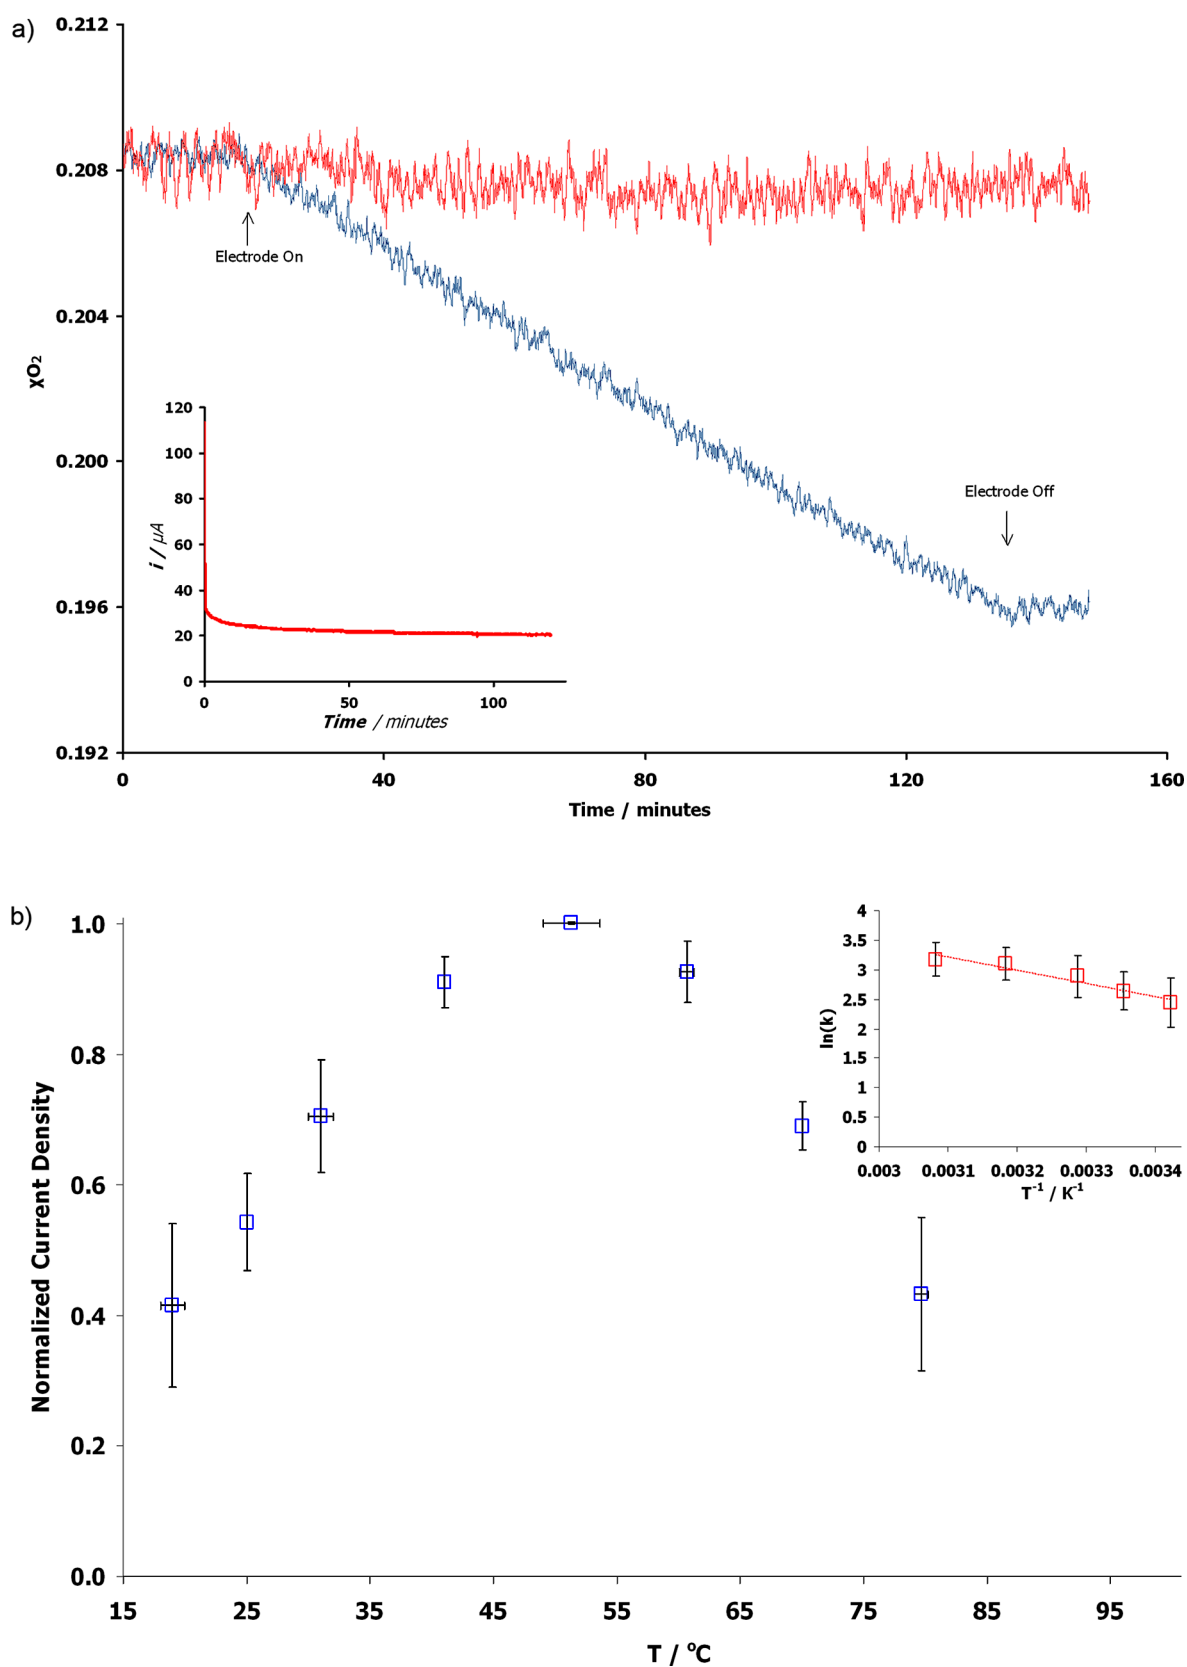 a)
0.212
0.208
0.204
0.200
0.196
0.192
χO₂
Electrode On
Electrode Off
0 40 80 120 160
Time / minutes
120
100
80
60
40
20
0
i / μA
0 50 100
Time / minutes
b)
1.0
0.8
0.6
0.4
0.2
0.0
Normalized Current Density
15 25 35 45 55 65 75 85 95
T / ºC
4
3.5
3
2.5
2
1.5
1
0.5
0
ln(k)
0.003 0.0031 0.0032 0.0033 0.0034
T⁻¹ / K⁻¹